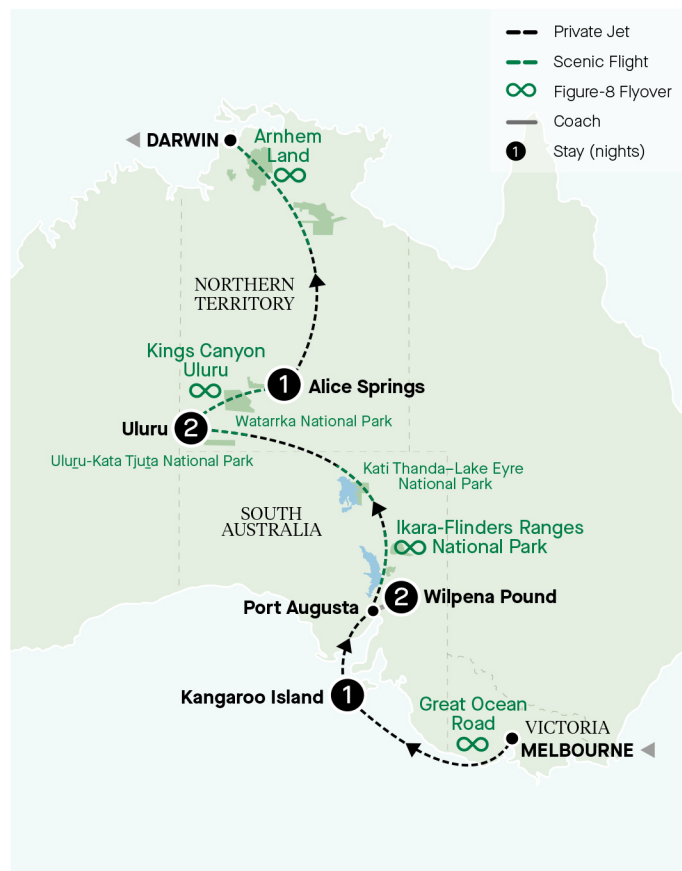 Private Jet
Scenic Flight
Figure-8 Flyover
Coach
1 Stay (nights)
DARWIN
Arnhem
Land
NORTHERN
TERRITORY
Kings Canyon
Uluru
1 Alice Springs
Watarrka National Park
Uluru 2
Uluṟu-Kata Tjuṯa National Park
Kati Thanda–Lake Eyre
National Park
SOUTH
AUSTRALIA
Ikara-Flinders Ranges
National Park
2 Wilpena Pound
Port Augusta
Kangaroo Island 1
Great Ocean
Road
VICTORIA
MELBOURNE